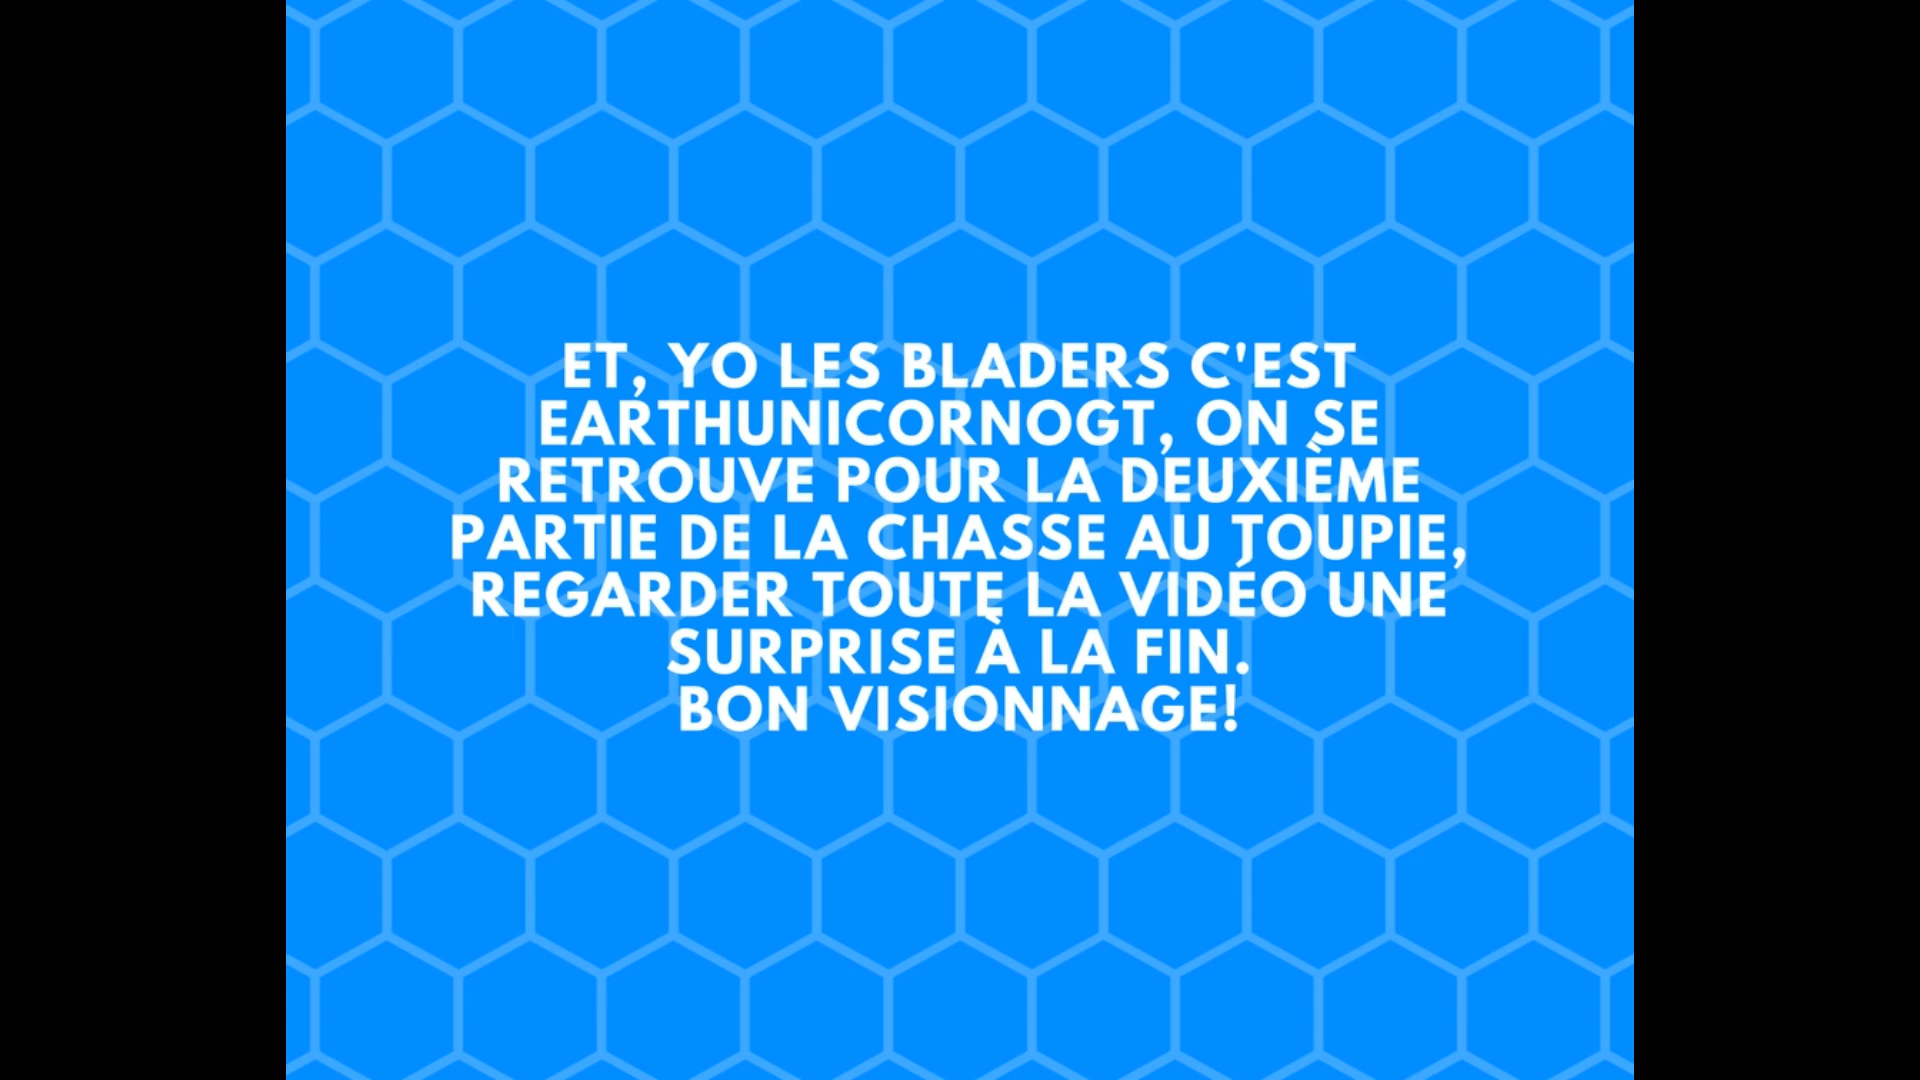 ET, YO LES BLADERS C'EST
EARTHUNICORNOGT, ON SE
RETROUVE POUR LA DEUXIÈME
PARTIE DE LA CHASSE AU TOUPIE,
REGARDER TOUTE LA VIDÉO UNE
SURPRISE À LA FIN.
BON VISIONNAGE!